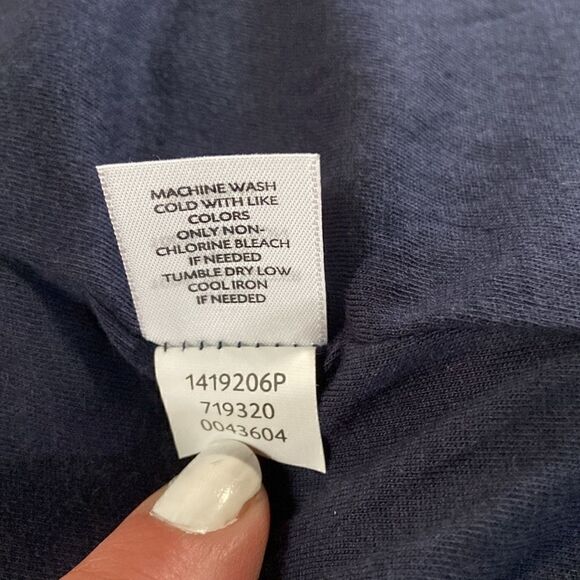 MACHINE WASH
COLD WITH LIKE
COLORS
ONLY NON-
CHLORINE BLEACH
IF NEEDED
TUMBLE DRY LOW
COOL IRON
IF NEEDED
1419206P
719320
0043604